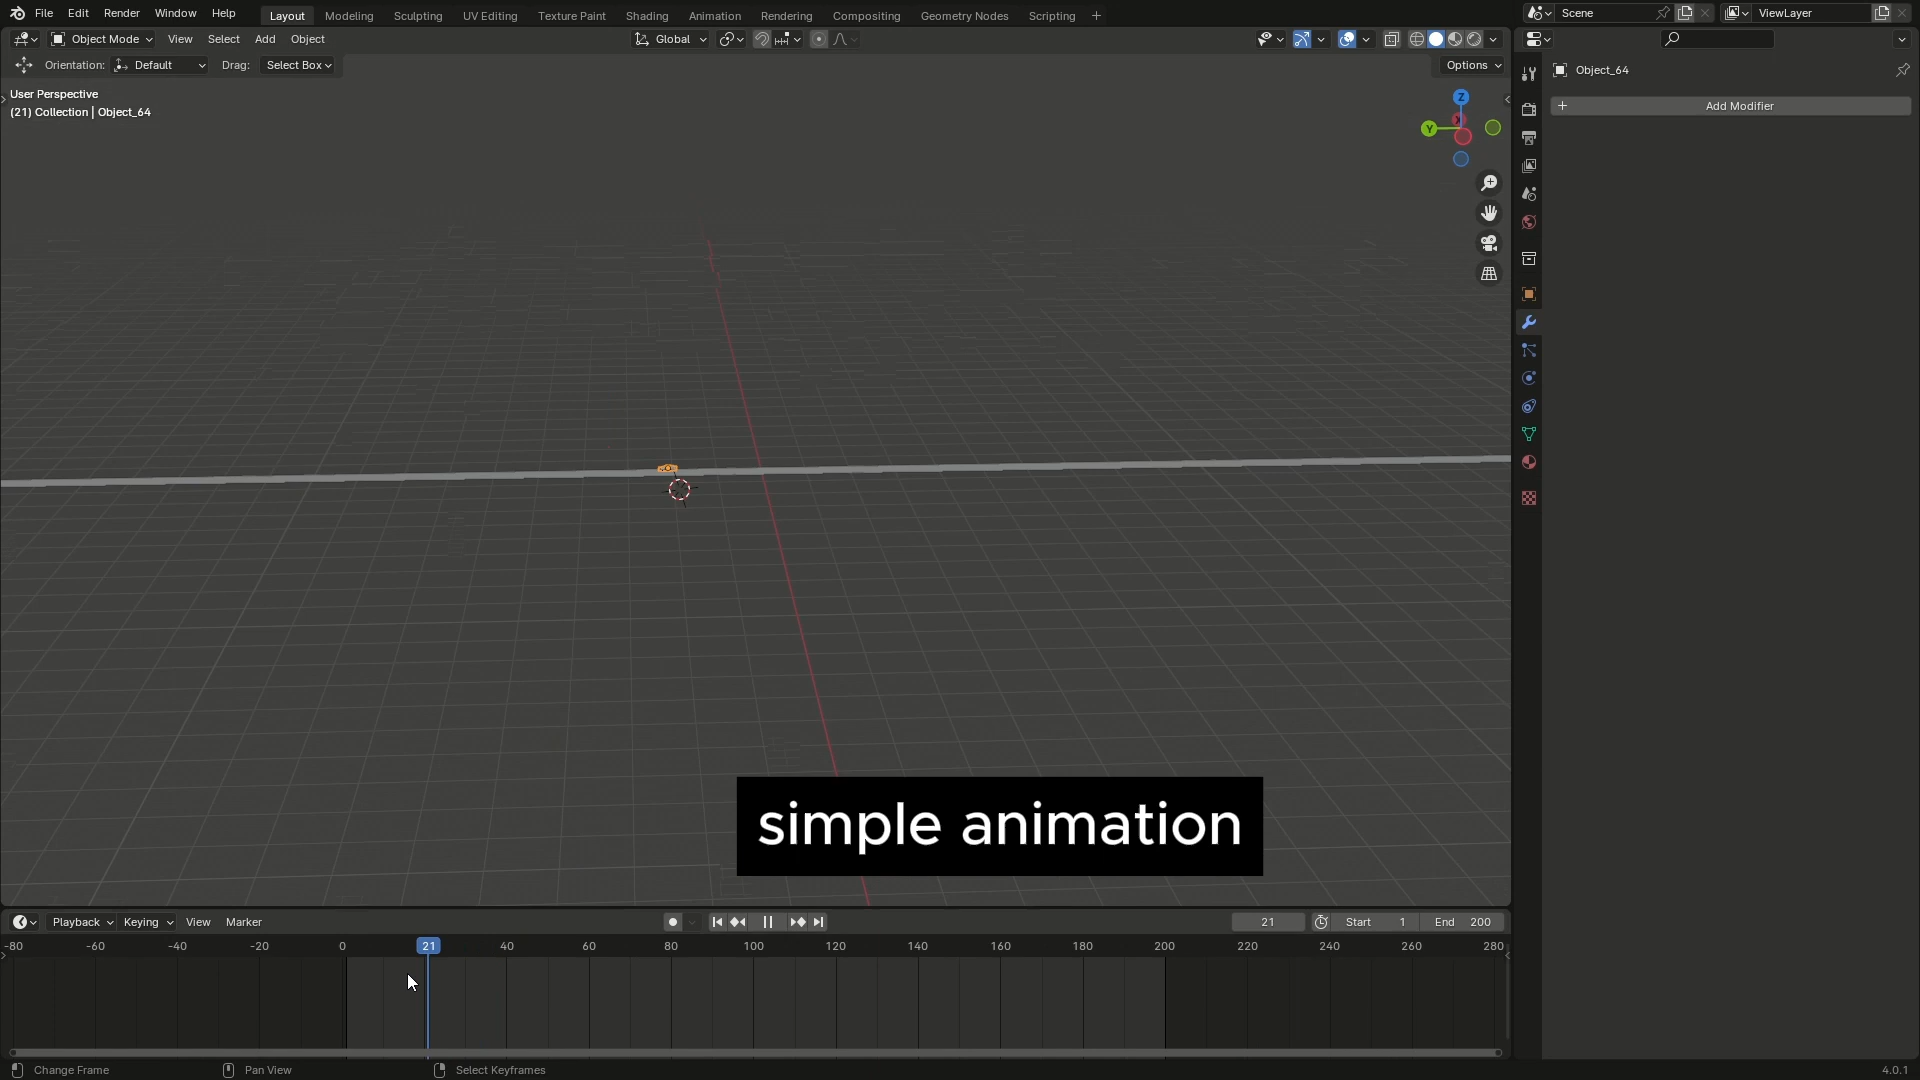 File Edit Render Window Help Layout Modeling Sculpting UV Editing Texture Paint Shading Animation Rendering Compositing Geometry Nodes Scripting + Scene ViewLayer
Object Mode View Select Add Object Global
Orientation: Default Drag: Select Box Options
Object_64
User Perspective
(21) Collection | Object_64
Add Modifier
Z
Y
simple animation
Playback Keying View Marker 21 Start 1 End 200
-80 -60 -40 -20 0 21 40 60 80 100 120 140 160 180 200 220 240 260 280
Change Frame Pan View Select Keyframes 4.0.1